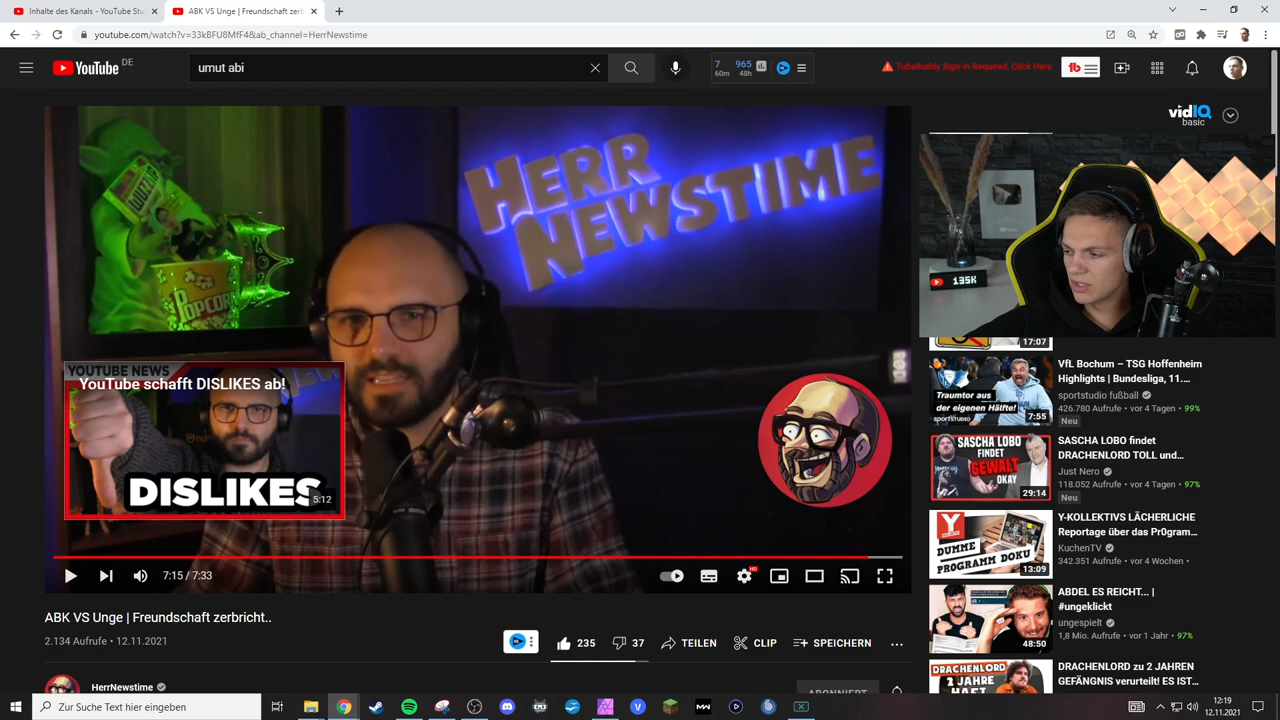 Inhalte des Kanals - YouTube Stu
ABK VS Unge | Freundschaft zerb
youtube.com/watch?v=33kBFU8MfF4&ab_channel=HerrNewstime
YouTube DE
umut abi
7 965
60m 48h
TubeBuddy Sign-in Required, Click Here
tb
vidIQ
basic
HERR
NEWSTIME
POPCORN
135K
YOUTUBE NEWS
YouTube schafft DISLIKES ab!
DISLIKES
5:12
7:15 / 7:33
HD
ABK VS Unge | Freundschaft zerbricht..
2.134 Aufrufe • 12.11.2021
235
37
TEILEN
CLIP
SPEICHERN
HerrNewstime
ABONNIERT
17:07
Traumtor aus
der eigenen Hälfte!
sportstudio
7:55
VfL Bochum – TSG Hoffenheim
Highlights | Bundesliga, 11....
sportstudio fußball
426.780 Aufrufe • vor 4 Tagen • 99%
Neu
SASCHA LOBO
FINDET
GEWALT
OKAY
29:14
SASCHA LOBO findet
DRACHENLORD TOLL und...
Just Nero
118.052 Aufrufe • vor 4 Tagen • 97%
Neu
DUMME
PROGRAMM DOKU
13:09
Y-KOLLEKTIVS LÄCHERLICHE
Reportage über das Pr0gram...
KuchenTV
342.351 Aufrufe • vor 4 Wochen •
48:50
ABDEL ES REICHT... |
#ungeklickt
ungespielt
1,8 Mio. Aufrufe • vor 1 Jahr • 97%
DRACHENLORD
2 JAHRE
HAFT
DRACHENLORD zu 2 JAHREN
GEFÄNGNIS verurteilt! ES IST...
Zur Suche Text hier eingeben
12:19
12.11.2021